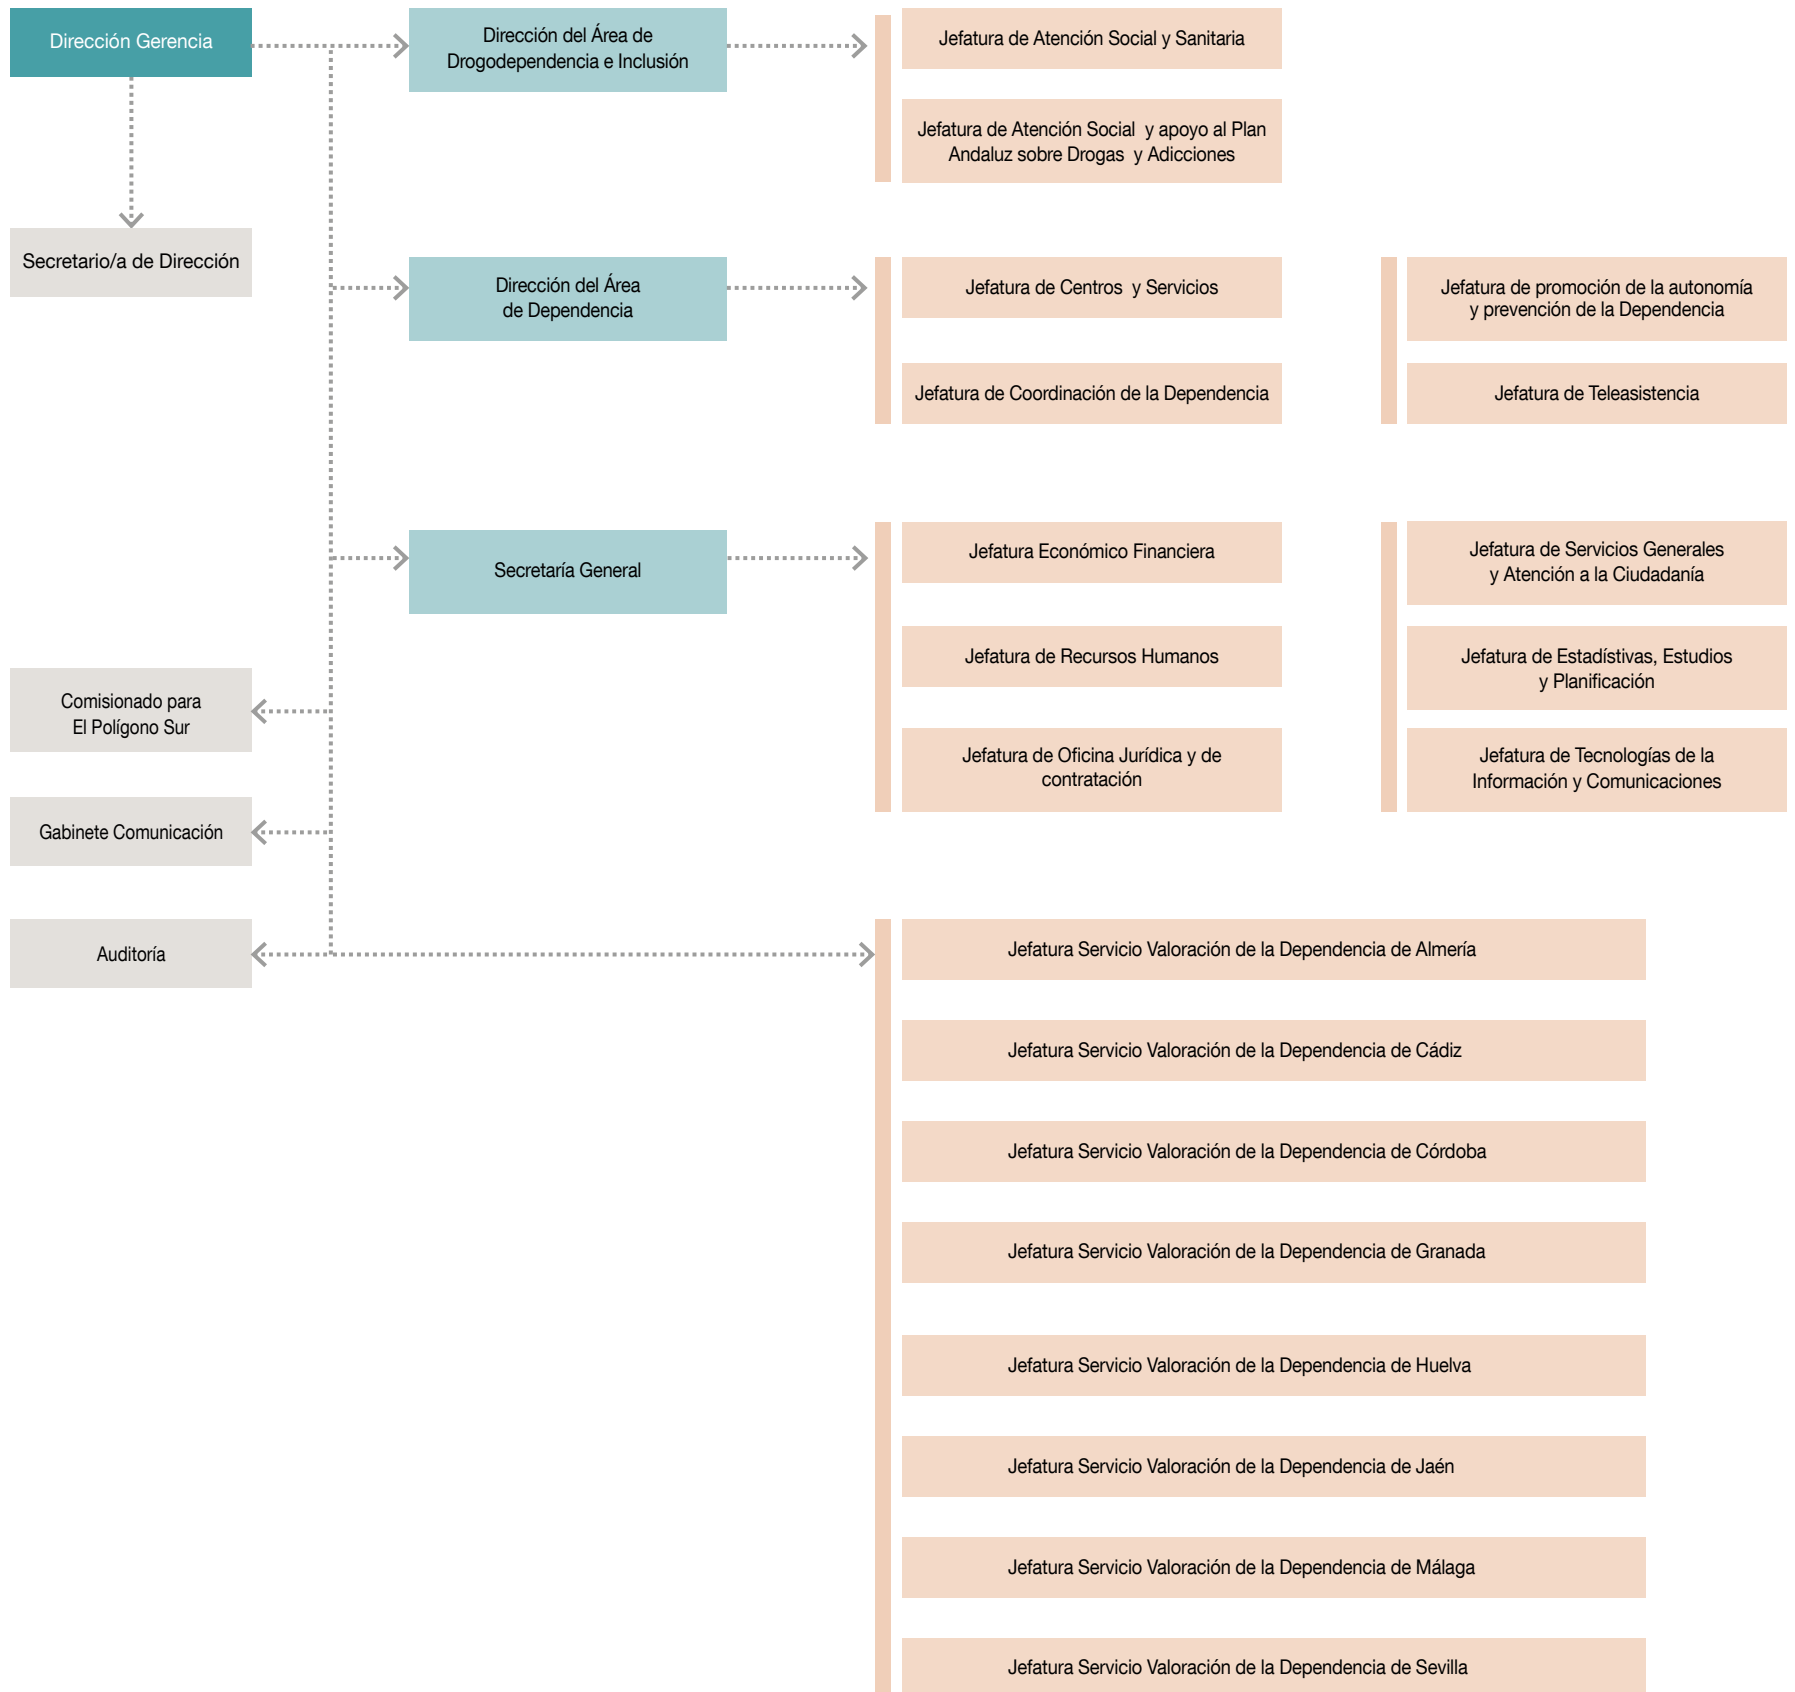 Dirección Gerencia
Dirección del Área de
Drogodependencia e Inclusión
Jefatura de Atención Social y Sanitaria
Jefatura de Atención Social y apoyo al Plan
Andaluz sobre Drogas y Adicciones
Secretario/a de Dirección
Dirección del Área
de Dependencia
Jefatura de Centros y Servicios
Jefatura de Coordinación de la Dependencia
Jefatura de promoción de la autonomía
y prevención de la Dependencia
Jefatura de Teleasistencia
Secretaría General
Jefatura Económico Financiera
Jefatura de Recursos Humanos
Jefatura de Oficina Jurídica y de
contratación
Jefatura de Servicios Generales
y Atención a la Ciudadanía
Jefatura de Estadístivas, Estudios
y Planificación
Jefatura de Tecnologías de la
Información y Comunicaciones
Comisionado para
El Polígono Sur
Gabinete Comunicación
Auditoría
Jefatura Servicio Valoración de la Dependencia de Almería
Jefatura Servicio Valoración de la Dependencia de Cádiz
Jefatura Servicio Valoración de la Dependencia de Córdoba
Jefatura Servicio Valoración de la Dependencia de Granada
Jefatura Servicio Valoración de la Dependencia de Huelva
Jefatura Servicio Valoración de la Dependencia de Jaén
Jefatura Servicio Valoración de la Dependencia de Málaga
Jefatura Servicio Valoración de la Dependencia de Sevilla